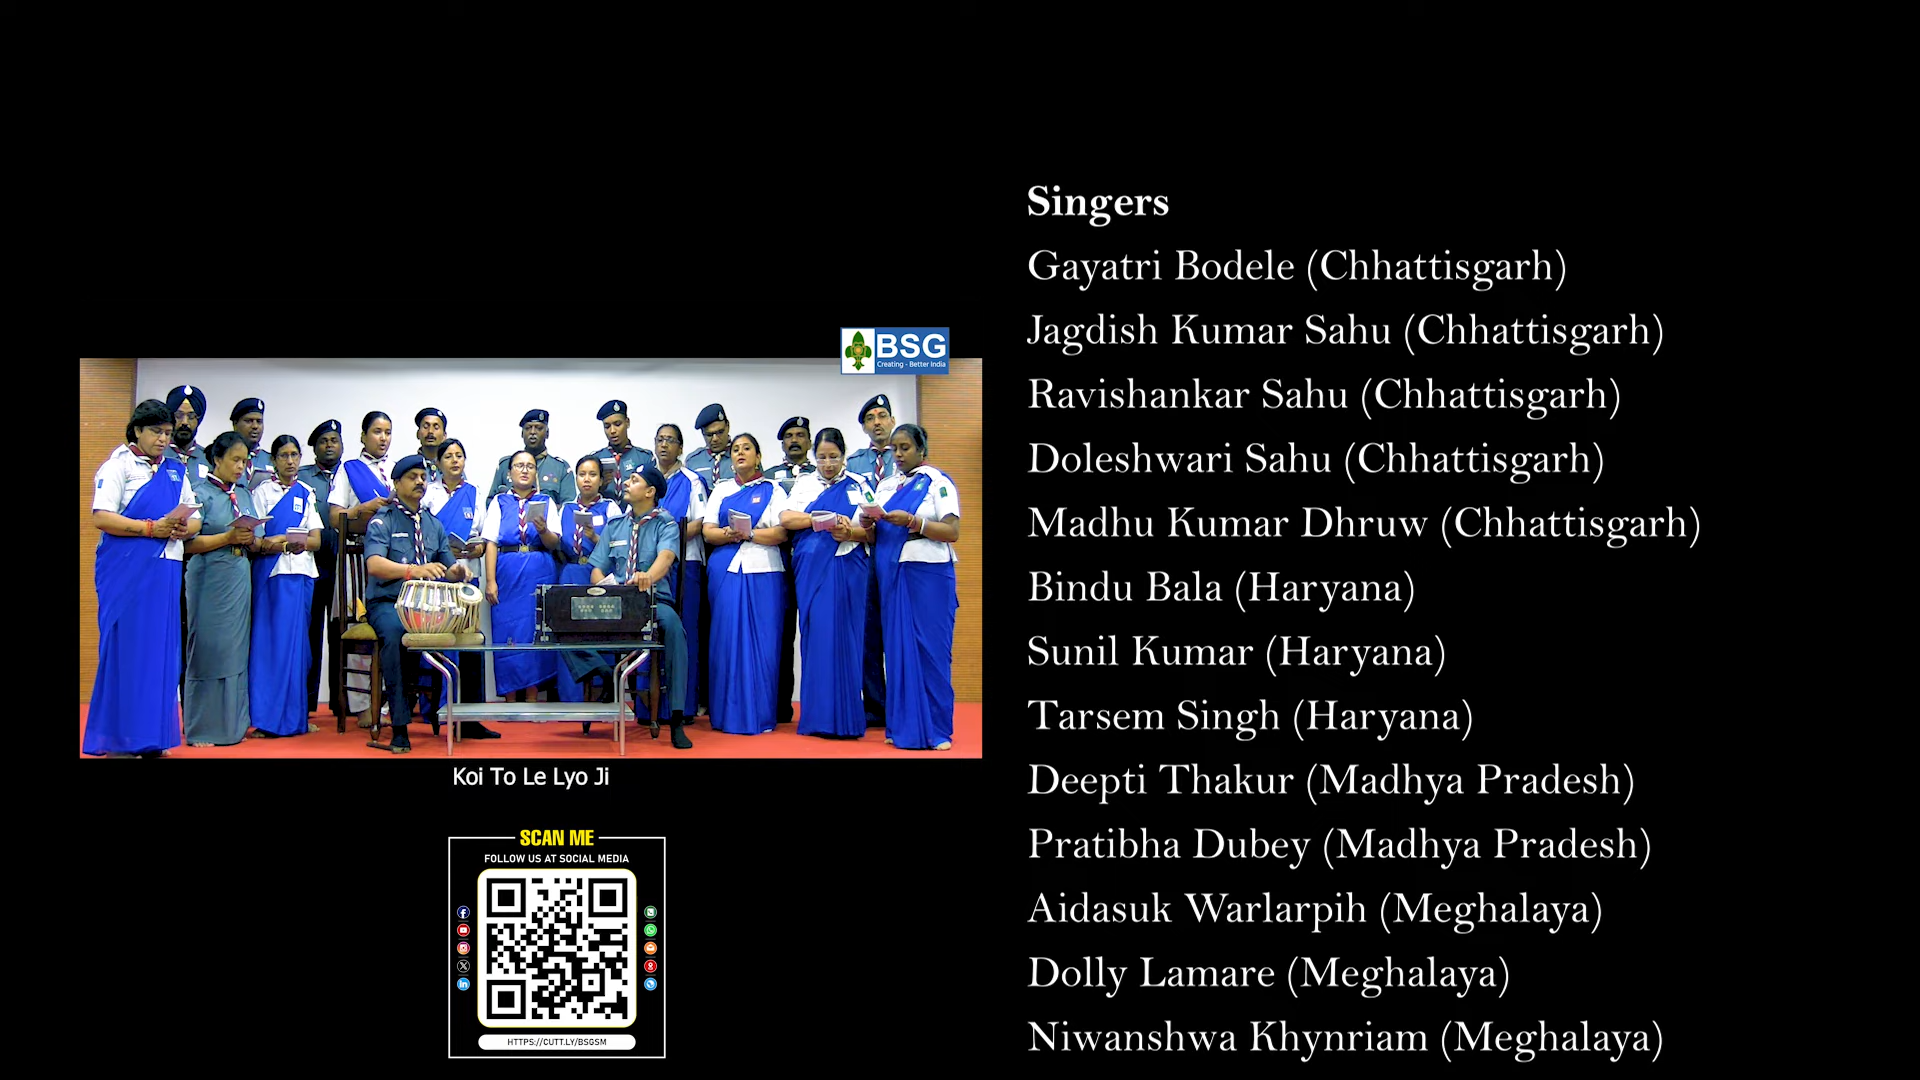 BSG
Creating - Better India
Koi To Le Lyo Ji
SCAN ME
FOLLOW US AT SOCIAL MEDIA
HTTPS://CUTT.LY/BSGSM
Singers
Gayatri Bodele (Chhattisgarh)
Jagdish Kumar Sahu (Chhattisgarh)
Ravishankar Sahu (Chhattisgarh)
Doleshwari Sahu (Chhattisgarh)
Madhu Kumar Dhruw (Chhattisgarh)
Bindu Bala (Haryana)
Sunil Kumar (Haryana)
Tarsem Singh (Haryana)
Deepti Thakur (Madhya Pradesh)
Pratibha Dubey (Madhya Pradesh)
Aidasuk Warlarpih (Meghalaya)
Dolly Lamare (Meghalaya)
Niwanshwa Khynriam (Meghalaya)